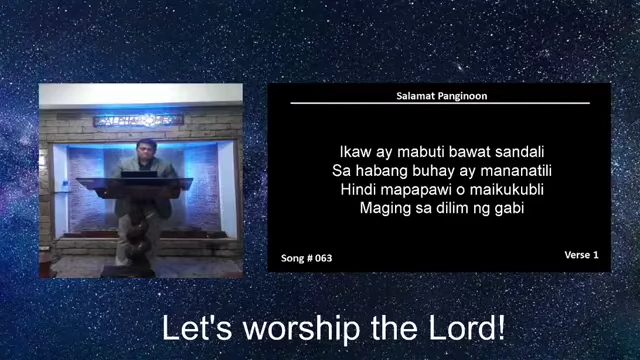 Salamat Panginoon
Ikaw ay mabuti bawat sandali
Sa habang buhay ay mananatili
Hindi mapapawi o maikukubli
Maging sa dilim ng gabi
Song # 063
Verse 1
Let's worship the Lord!